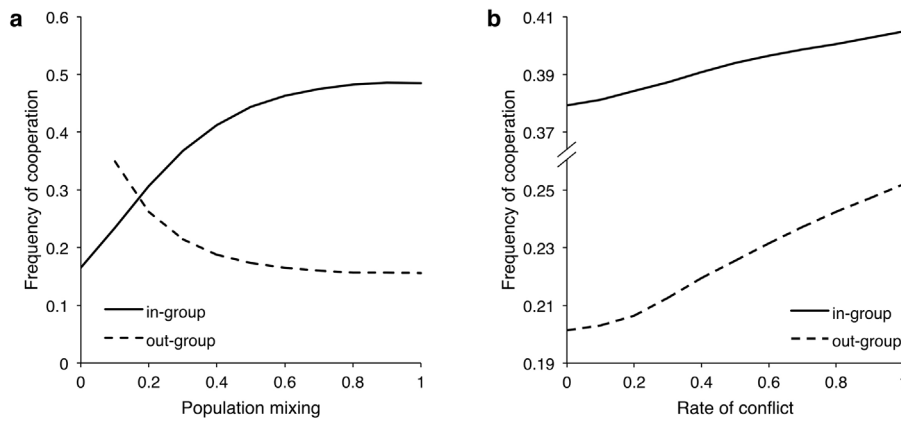 a
0.6
0.5
0.4
0.3
0.2
0.1
0
Frequency of cooperation
in-group
out-group
0 0.2 0.4 0.6 0.8 1
Population mixing
b
0.41
0.39
0.37
0.25
0.23
0.21
0.19
Frequency of cooperation
in-group
out-group
0 0.2 0.4 0.6 0.8 1
Rate of conflict